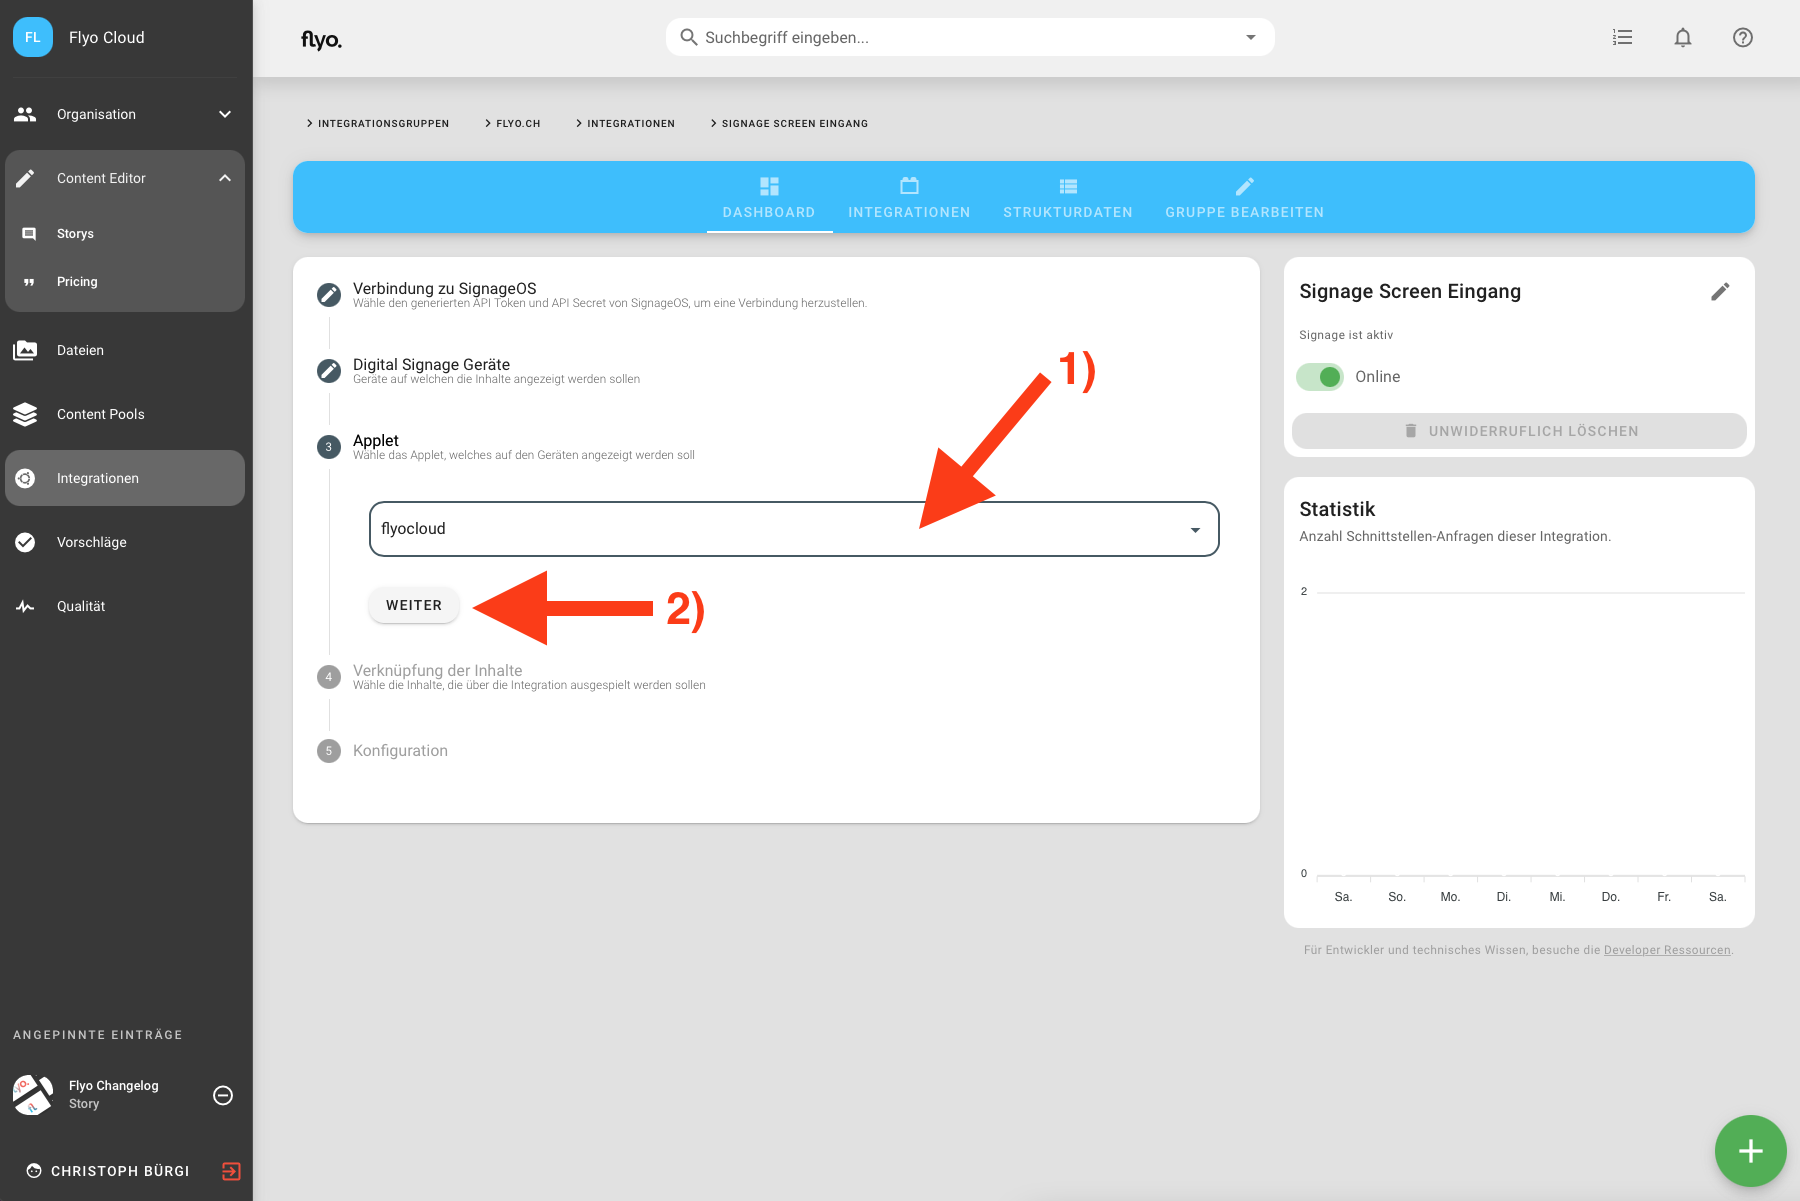 FL
Flyo Cloud
Organisation
Content Editor
Storys
Pricing
Dateien
Content Pools
Integrationen
Vorschläge
Qualität
ANGEPINNTE EINTRÄGE
Flyo Changelog
Story
CHRISTOPH BÜRGI
flyo.
Suchbegriff eingeben...
INTEGRATIONSGRUPPEN
FLYO.CH
INTEGRATIONEN
SIGNAGE SCREEN EINGANG
DASHBOARD
INTEGRATIONEN
STRUKTURDATEN
GRUPPE BEARBEITEN
Verbindung zu SignageOS
Wähle den generierten API Token und API Secret von SignageOS, um eine Verbindung herzustellen.
Digital Signage Geräte
Geräte auf welchen die Inhalte angezeigt werden sollen
1)
3
Applet
Wähle das Applet, welches auf den Geräten angezeigt werden soll
flyocloud
WEITER
2)
4
Verknüpfung der Inhalte
Wähle die Inhalte, die über die Integration ausgespielt werden sollen
5
Konfiguration
Signage Screen Eingang
Signage ist aktiv
Online
UNWIDERRUFLICH LÖSCHEN
Statistik
Anzahl Schnittstellen-Anfragen dieser Integration.
2
0
Sa. So. Mo. Di. Mi. Do. Fr. Sa.
Für Entwickler und technisches Wissen, besuche die Developer Ressourcen.